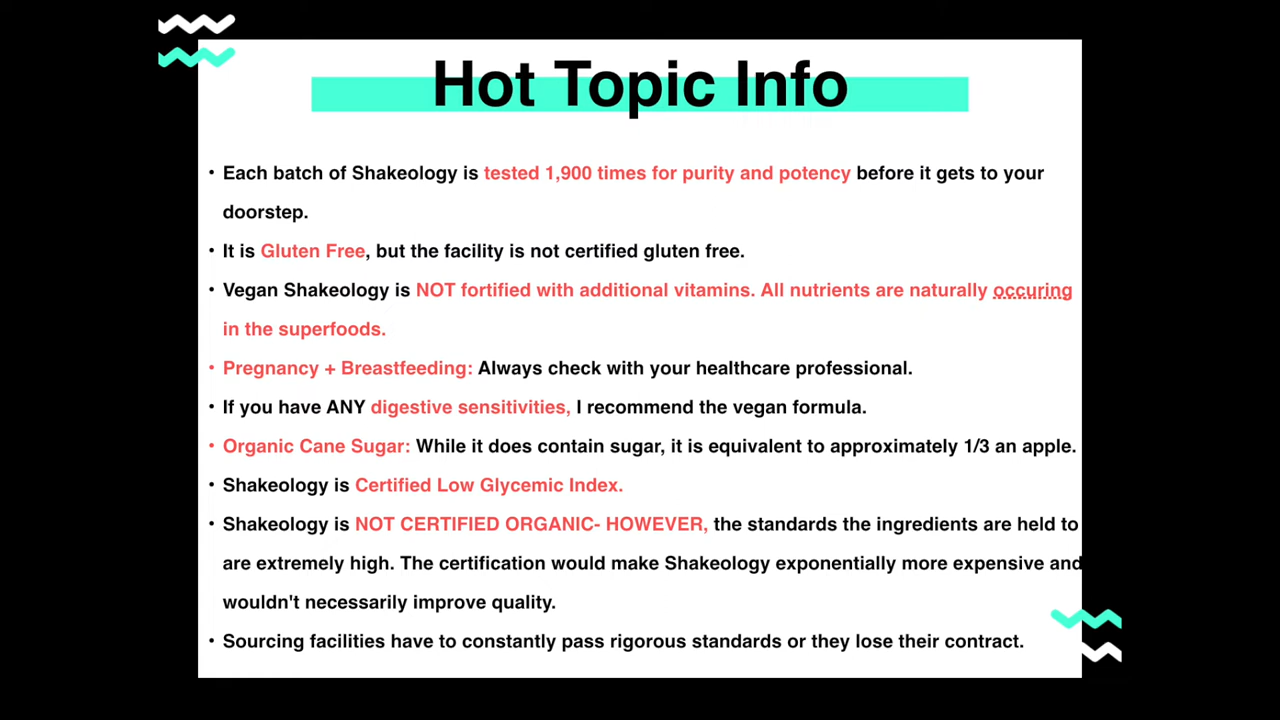 Hot Topic Info
• Each batch of Shakeology is tested 1,900 times for purity and potency before it gets to your
doorstep.
• It is Gluten Free, but the facility is not certified gluten free.
• Vegan Shakeology is NOT fortified with additional vitamins. All nutrients are naturally occuring
in the superfoods.
• Pregnancy + Breastfeeding: Always check with your healthcare professional.
• If you have ANY digestive sensitivities, I recommend the vegan formula.
• Organic Cane Sugar: While it does contain sugar, it is equivalent to approximately 1/3 an apple.
• Shakeology is Certified Low Glycemic Index.
• Shakeology is NOT CERTIFIED ORGANIC- HOWEVER, the standards the ingredients are held to
are extremely high. The certification would make Shakeology exponentially more expensive and
wouldn't necessarily improve quality.
• Sourcing facilities have to constantly pass rigorous standards or they lose their contract.